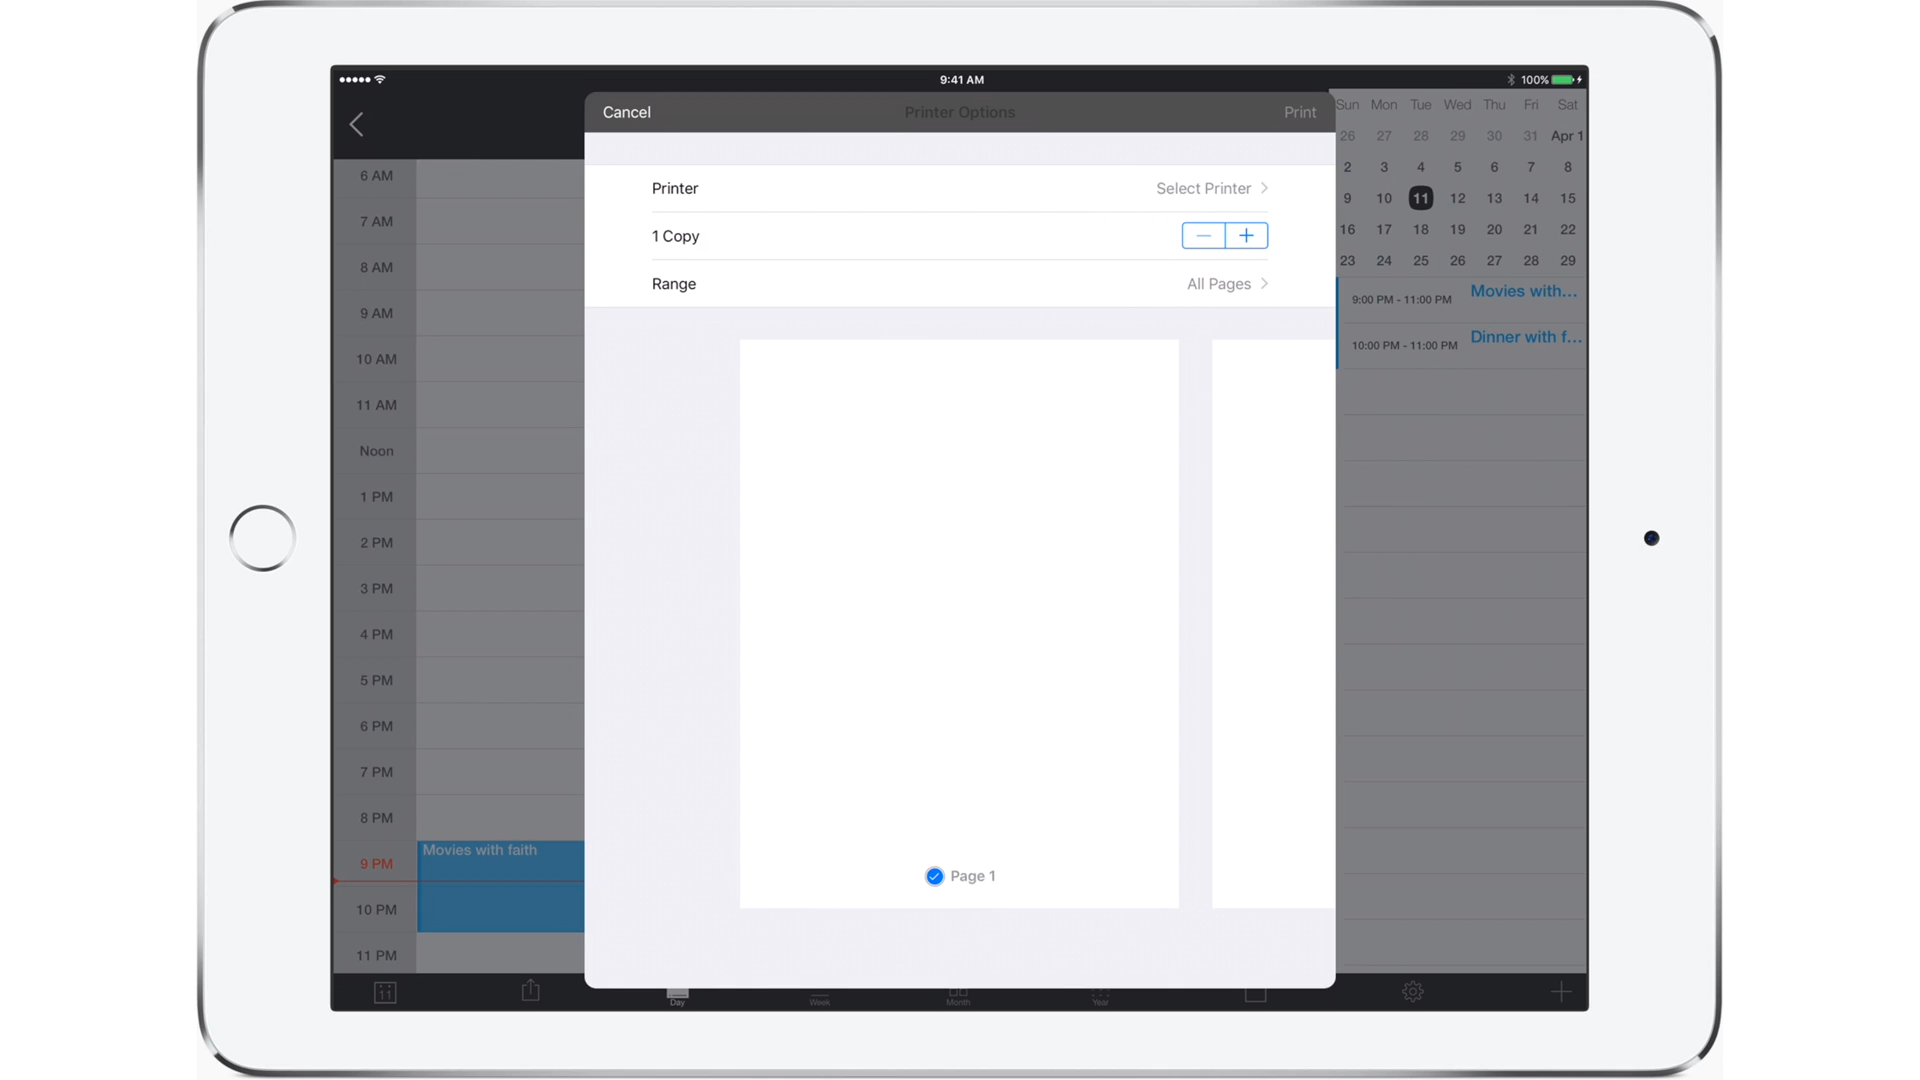 9:41 AM
100%
Cancel
Printer Options
Print
Printer
Select Printer
1 Copy
Range
All Pages
Page 1
6 AM
7 AM
8 AM
9 AM
10 AM
11 AM
Noon
1 PM
2 PM
3 PM
4 PM
5 PM
6 PM
7 PM
8 PM
9 PM
10 PM
11 PM
Movies with faith
Sun Mon Tue Wed Thu Fri Sat
26 27 28 29 30 31 Apr 1
2 3 4 5 6 7 8
9 10 11 12 13 14 15
16 17 18 19 20 21 22
23 24 25 26 27 28 29
9:00 PM - 11:00 PM Movies with...
10:00 PM - 11:00 PM Dinner with f...
11
Day
Week
Month
Year